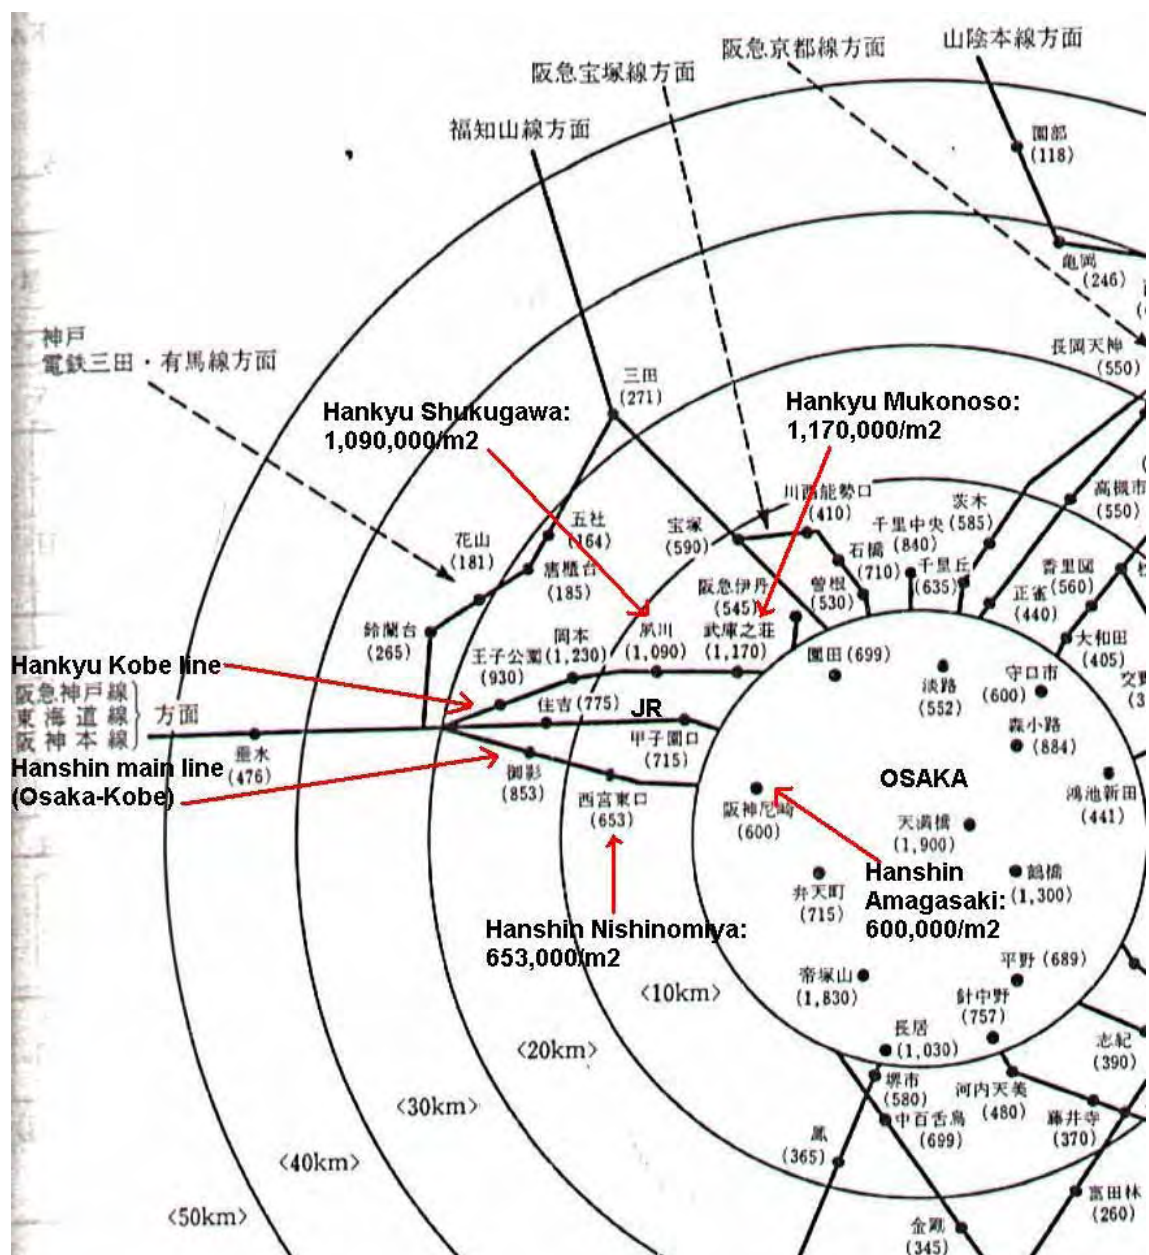 山陰本線方面
阪急京都線方面
阪急宝塚線方面
福知山線方面
園部
(118)
亀岡
(246)
神戸
電鉄三田・有馬線方面
長岡天神
(550)
三田
(271)
Hankyu Shukugawa:
1,090,000/m2
Hankyu Mukonoso:
1,170,000/m2
川西能勢口
(410)
高槻市
(550)
茨木
(585)
千里中央
(840)
宝塚
(590)
五社
(164)
花山
(181)
石橋
(710)
千里丘
(635)
香里園
(560)
唐櫃台
(185)
阪急伊丹
(545)
曽根
(530)
正雀
(440)
鈴蘭台
(265)
岡本
(1,230)
夙川
(1,090)
武庫之荘
(1,170)
大和田
(405)
王子公園
(930)
園田(699)
Hankyu Kobe line
淡路
(552)
守口市
(600)
阪急神戸線
東海道線
阪神本線
方面
住吉(775)
JR
甲子園口
(715)
森小路
(884)
垂水
(476)
Hanshin main line
(Osaka-Kobe)
御影
(853)
西宮東口
(653)
OSAKA
阪神尼崎
(600)
鴻池新田
(441)
天満橋
(1,900)
Hanshin
Amagasaki:
600,000/m2
鶴橋
(1,300)
弁天町
(715)
Hanshin Nishinomiya:
653,000/m2
平野(689)
帝塚山
(1,830)
<10km>
針中野
(757)
長居
(1,030)
志紀
(390)
<20km>
堺市
(580)
河内天美
(480)
中百舌鳥
(699)
藤井寺
(370)
<30km>
鳳
(365)
<40km>
富田林
(260)
<50km>
金剛
(345)